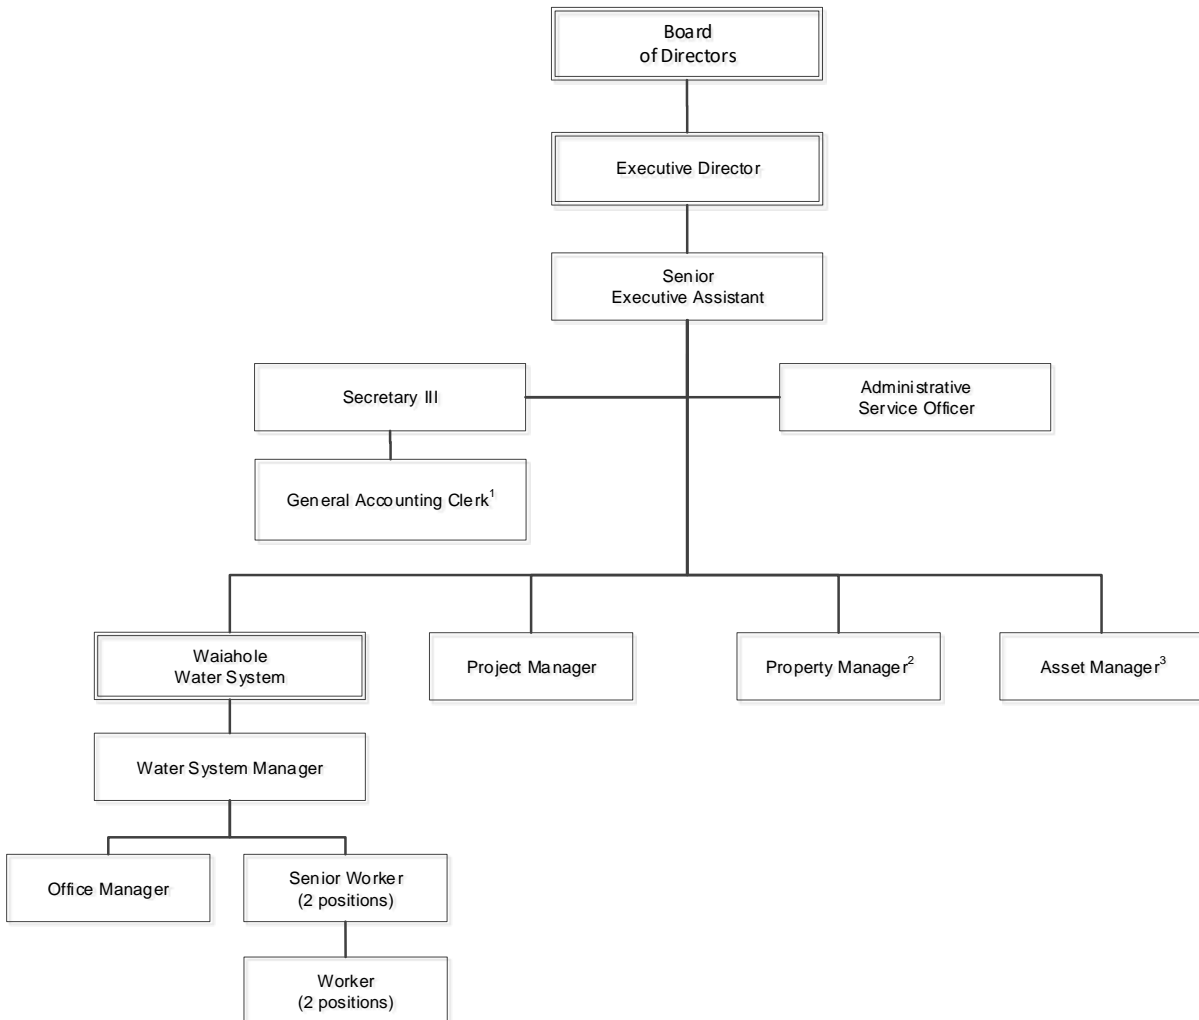 Board
of Directors
Executive Director
Senior
Executive Assistant
Secretary III
Administrative
Service Officer
General Accounting Clerk¹
Waiahole
Water System
Project Manager
Property Manager²
Asset Manager³
Water System Manager
Office Manager
Senior Worker
(2 positions)
Worker
(2 positions)